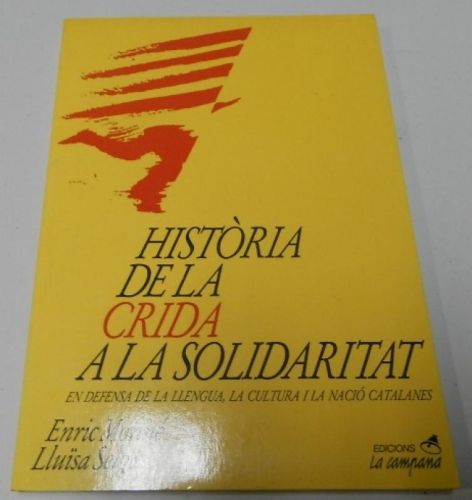 HISTÒRIA
DE LA
CRIDA
A LA SOLIDARITAT
EN DEFENSA DE LA LLENGUA, LA CULTURA I LA NACIÓ CATALANES
Enric
Lluïsa
EDICIONS
La campana